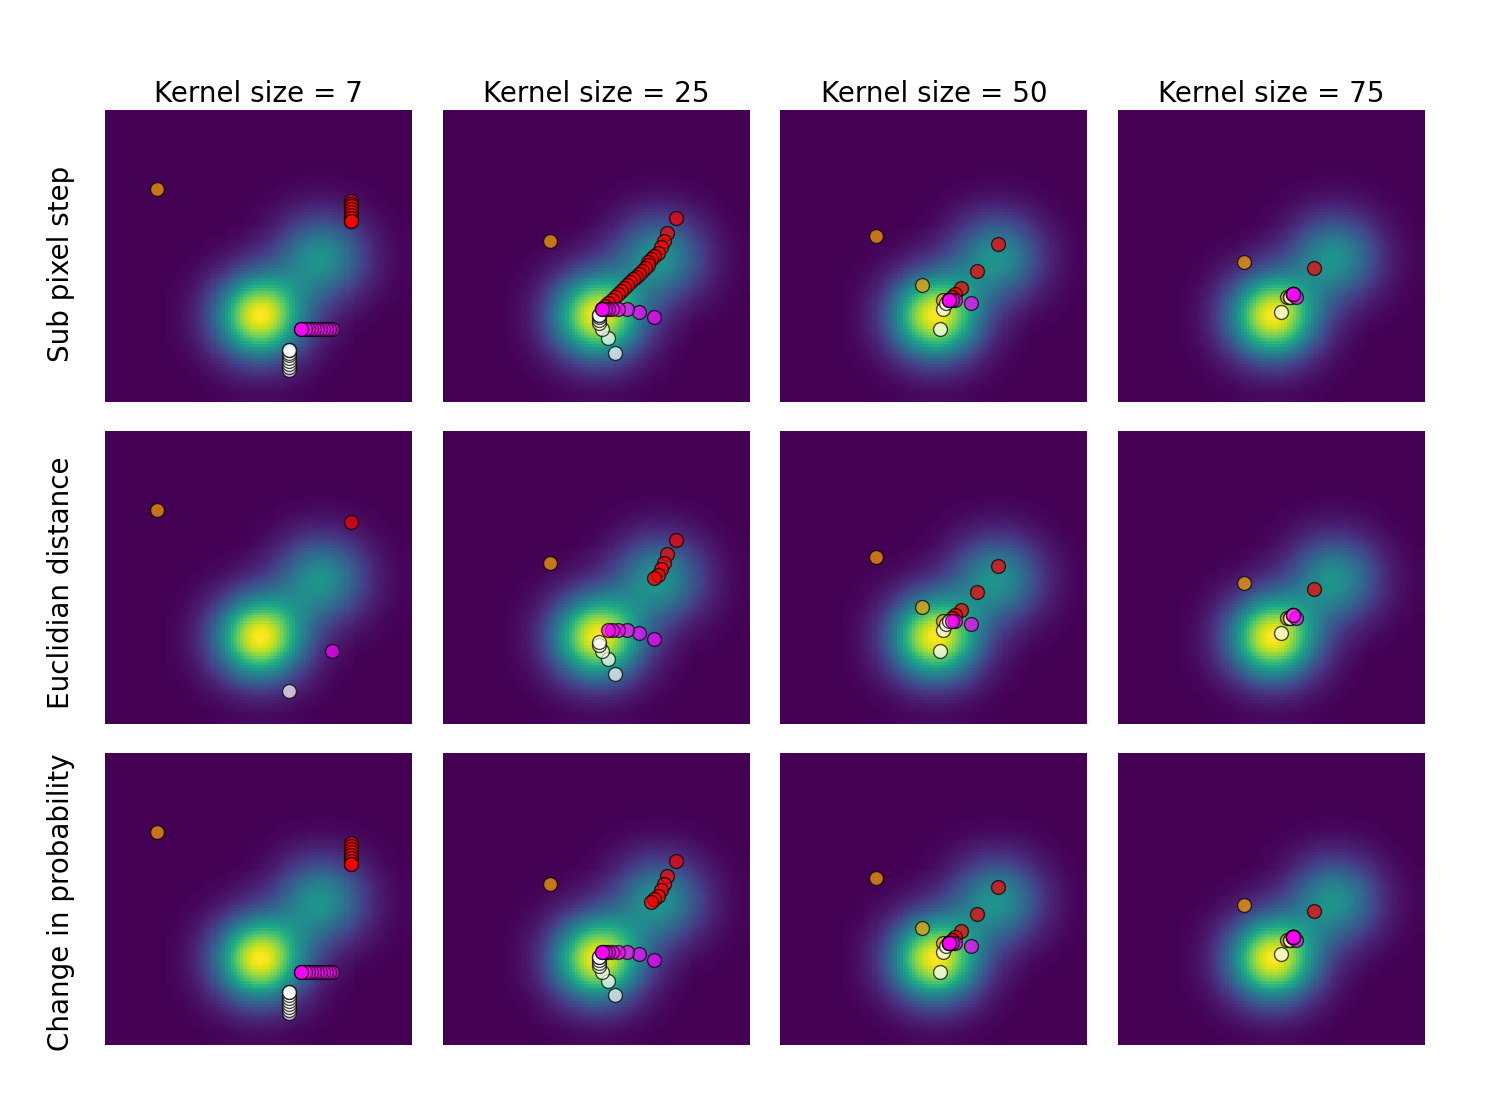 Kernel size = 7
Kernel size = 25
Kernel size = 50
Kernel size = 75
Sub pixel step
Euclidian distance
Change in probability